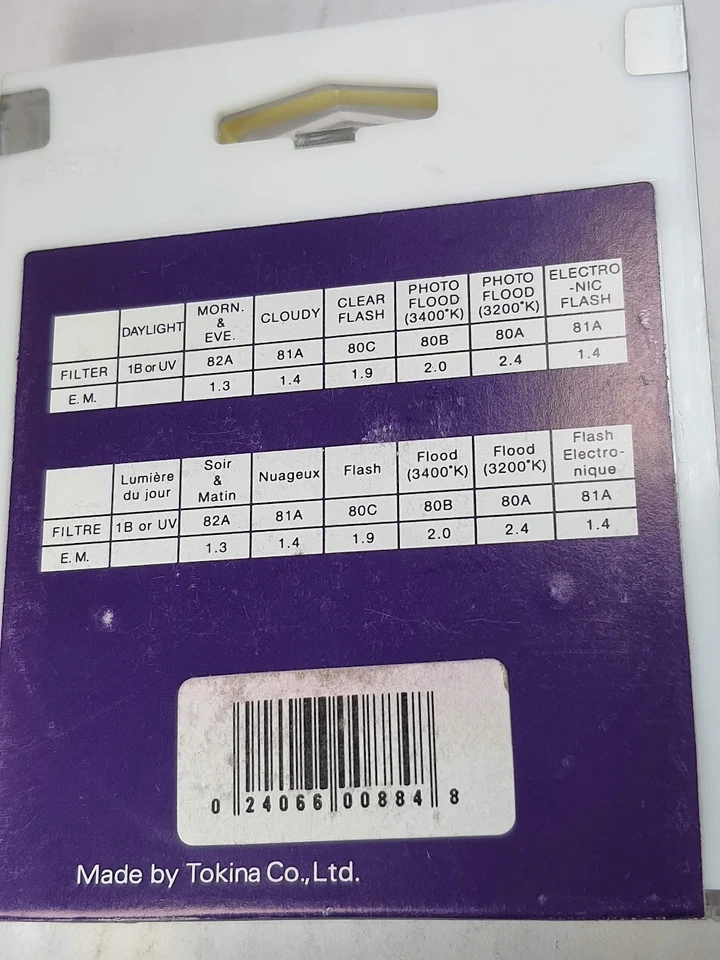 DAYLIGHT MORN. & EVE. CLOUDY CLEAR FLASH PHOTO FLOOD (3400°K) PHOTO FLOOD (3200°K) ELECTRO-NIC FLASH
FILTER 1B or UV 82A 81A 80C 80B 80A 81A
E.M. 1.3 1.4 1.9 2.0 2.4 1.4
Lumière du jour Soir & Matin Nuageux Flash Flood (3400°K) Flood (3200°K) Flash Electro-nique
FILTRE 1B or UV 82A 81A 80C 80B 80A 81A
E.M. 1.3 1.4 1.9 2.0 2.4 1.4
0 24066 00884 8
Made by Tokina Co.,Ltd.